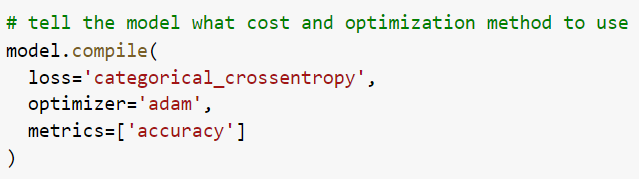 # tell the model what cost and optimization method to use
model.compile(
  loss='categorical_crossentropy',
  optimizer='adam',
  metrics=['accuracy']
)